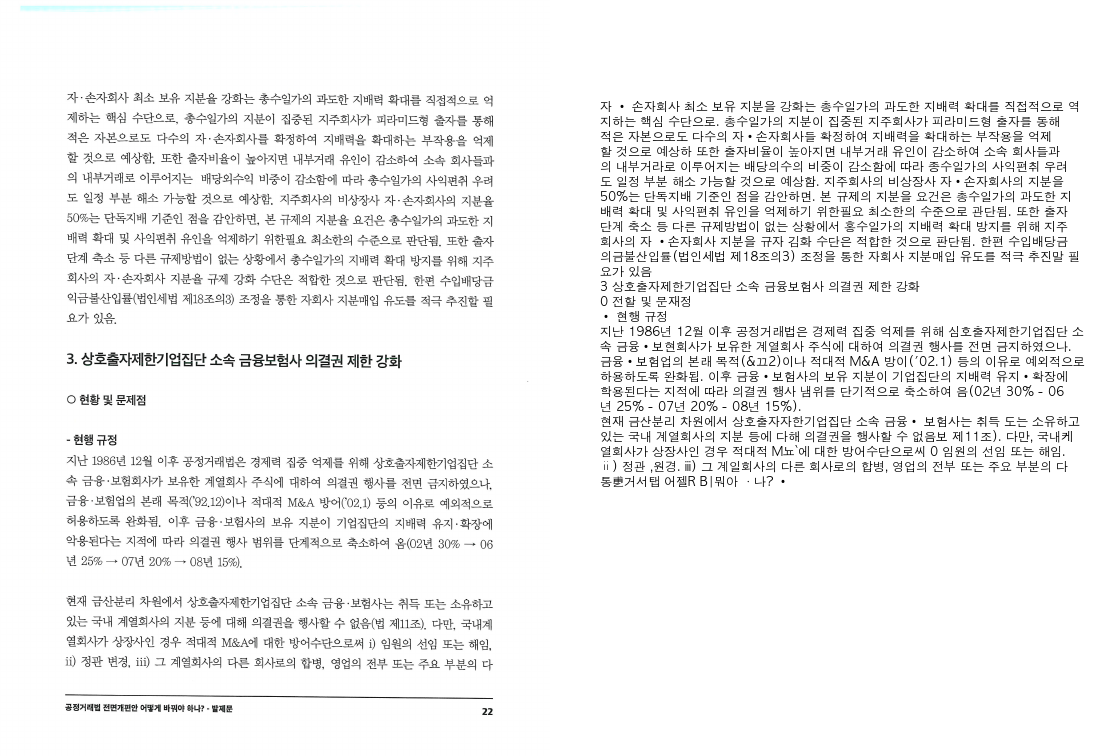 자·손자회사 최소 보유 지분율 강화는 총수일가의 과도한 지배력 확대를 직접적으로 억
제하는 핵심 수단으로, 총수일가의 지분이 집중된 지주회사가 피라미드형 출자를 통해
적은 자본으로도 다수의 자·손자회사를 확정하여 지배력을 확대하는 부작용을 억제
할 것으로 예상함. 또한 출자비율이 높아지면 내부거래 유인이 감소하여 소속 회사들과
의 내부거래로 이루어지는 배당외수익 비중이 감소함에 따라 총수일가의 사익편취 우려
도 일정 부분 해소 가능할 것으로 예상함. 지주회사의 비상장사 자·손자회사의 지분율
50%는 단독지배 기준인 점을 감안하면, 본 규제의 지분율 요건은 총수일가의 과도한 지
배력 확대 및 사익편취 유인을 억제하기 위한필요 최소한의 수준으로 판단됨. 또한 출자
단계 축소 등 다른 규제방법이 없는 상황에서 총수일가의 지배력 확대 방지를 위해 지주
회사의 자·손자회사 지분율 규제 강화 수단은 적합한 것으로 판단됨. 한편 수입배당금
익금불산입률(법인세법 제18조의3) 조정을 통한 자회사 지분매입 유도를 적극 추진할 필
요가 있음.
3. 상호출자제한기업집단 소속 금융보험사 의결권 제한 강화
○ 현황 및 문제점
- 현행 규정
지난 1986년 12월 이후 공정거래법은 경제력 집중 억제를 위해 상호출자제한기업집단 소
속 금융·보험회사가 보유한 계열회사 주식에 대하여 의결권 행사를 전면 금지하였으나,
금융·보험업의 본래 목적('92.12)이나 적대적 M&A 방어('02.1) 등의 이유로 예외적으로
허용하도록 완화됨. 이후 금융·보험사의 보유 지분이 기업집단의 지배력 유지·확장에
악용된다는 지적에 따라 의결권 행사 범위를 단계적으로 축소하여 옴(02년 30% → 06
년 25% → 07년 20% → 08년 15%).
현재 금산분리 차원에서 상호출자제한기업집단 소속 금융·보험사는 취득 또는 소유하고
있는 국내 계열회사의 지분 등에 대해 의결권을 행사할 수 없음(법 제11조). 다만, 국내계
열회사가 상장사인 경우 적대적 M&A에 대한 방어수단으로써 i) 임원의 선임 또는 해임,
ii) 정관 변경, iii) 그 계열회사의 다른 회사로의 합병, 영업의 전부 또는 주요 부분의 다
공정거래법 전면개편안 어떻게 바꿔야 하나? - 발제문
22
자 • 손자회사 최소 보유 지분을 강화는 총수일가의 과도한 지배력 확대를 직접적으로 역
지하는 핵심 수단으로. 총수일가의 지분이 집중된 지주회사가 피라미드형 출자를 동해
적은 자본으로도 다수의 자 • 손자회사들 확정하여 지배력을 확대하는 부작용을 억제
할 것으로 예상하 또한 출자비율이 높아지면 내부거래 유인이 감소하여 소속 회사들과
의 내부거래로 이루어지는 배당의수의 비중이 감소함에 따라 총수일가의 사익편취 우려
도 일정 부분 해소 가능할 것으로 예상함. 지주회사의 비상장사 자 • 손자회사의 지분을
50%는 단독지배 기준인 점을 감안하면. 본 고규제의 지분을 요건은 총수일가의 과도한 지
배력 확대 및 사익편취 유인을 억제하기 위한필요 최소한의 수준으로 관단됨. 또한 출자
단계 축소 등 다른 규제방법이 없는 상황에서 홍수일가의 지배력 확대 방지를 위해 지주
회사의 자 • 손자회사 지분을 규자 김화 수단은 적합한 것으로 판단됨. 한편 수입배당금
의금불산입률(법인세법 제18조의3) 조정을 통한 자회사 지분매입 유도를 적극 추진말 필
요가 있음
3 상호출자제한기업집단 소속 금융보험사 의결권 제한 강화
0 전할 및 문재정
• 현행 규정
지난 1986년 12월 이후 공정거래법은 경제력 집중 억제를 위해 심호출자제한기업집단 소
속 금융 • 보현회사가 보유한 계열회사 주식에 대하여 의결권 행사를 전면 금지하였으나.
금융 • 보험업의 본래 목적(&끄2)이나 적대적 M&A 방이(′02.1) 등의 이유로 예외적으로
하용하도록 완화됨. 이후 금융 • 보험사의 보유 지분이 기업집단의 지배력 유지 • 확장에
학용된다는 지적에 따라 의결권 행사 냄위를 단기적으로 축소하여 음(02년 30% - 06
년 25% - 07년 20% - 08년 15%).
현재 금산분리 차원에서 상호출자자한기업집단 소속 금융 • 보험사는 취득 도는 소유하고
있는 국내 계열회사의 지분 등에 다해 의결권을 행사할 수 없음보 제11조). 다만, 국내케
열회사가 상장사인 경우 적대적 M뇨`에 대한 방어수단으로씨 0 임원의 선임 또는 해임.
ⅱ) 정관 ,원경. ⅲ) 그 계일회사의 다른 회사로의 합병, 영업의 전부 또는 주요 부분의 다
거서탭 어젤R B|뭐아 · 나? •